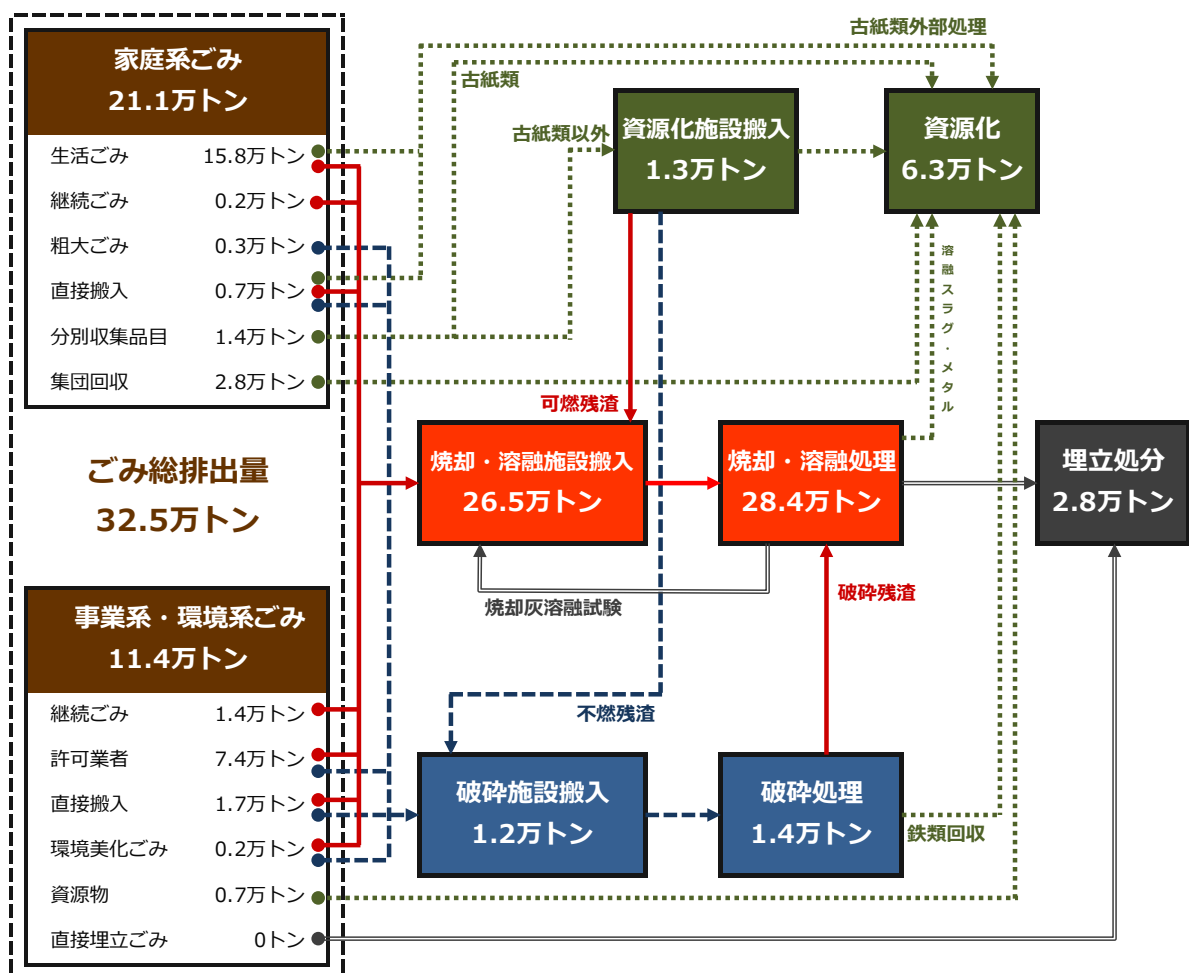 家庭系ごみ
21.1万トン
生活ごみ 15.8万トン
継続ごみ 0.2万トン
粗大ごみ 0.3万トン
直接搬入 0.7万トン
分別収集品目 1.4万トン
集団回収 2.8万トン
ごみ総排出量
32.5万トン
事業系・環境系ごみ
11.4万トン
継続ごみ 1.4万トン
許可業者 7.4万トン
直接搬入 1.7万トン
環境美化ごみ 0.2万トン
資源物 0.7万トン
直接埋立ごみ 0トン
古紙類外部処理
古紙類
古紙類以外
資源化施設搬入
1.3万トン
資源化
6.3万トン
溶融スラグ・メタル
可燃残渣
焼却・溶融施設搬入
26.5万トン
焼却・溶融処理
28.4万トン
埋立処分
2.8万トン
焼却灰溶融試験
破砕残渣
不燃残渣
破砕施設搬入
1.2万トン
破砕処理
1.4万トン
鉄類回収